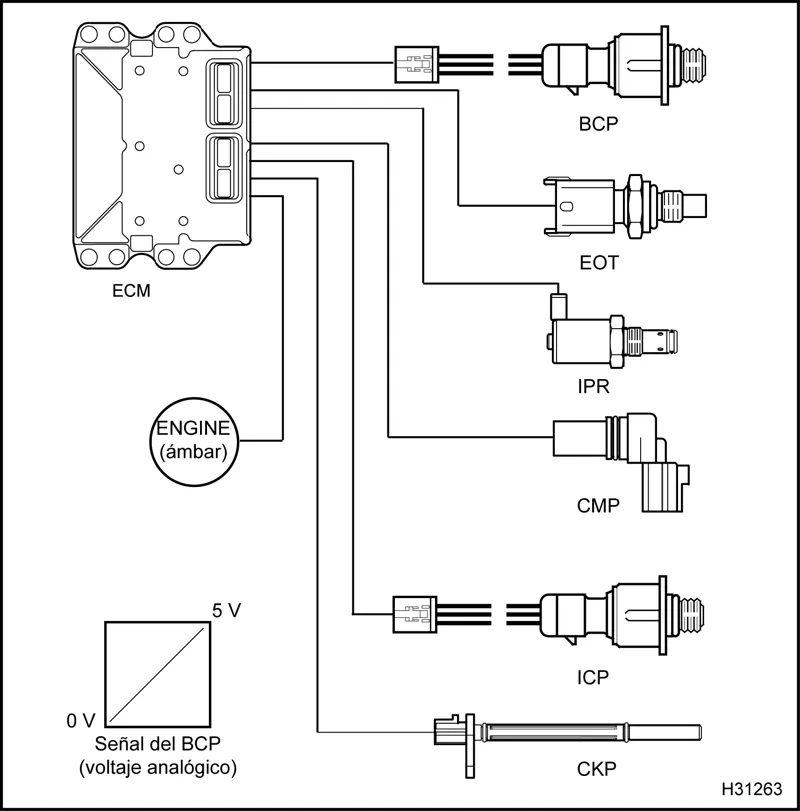 BCP
EOT
ECM
IPR
ENGINE
(ámbar)
CMP
5 V
ICP
0 V
Señal del BCP
(voltaje analógico)
CKP
H31263